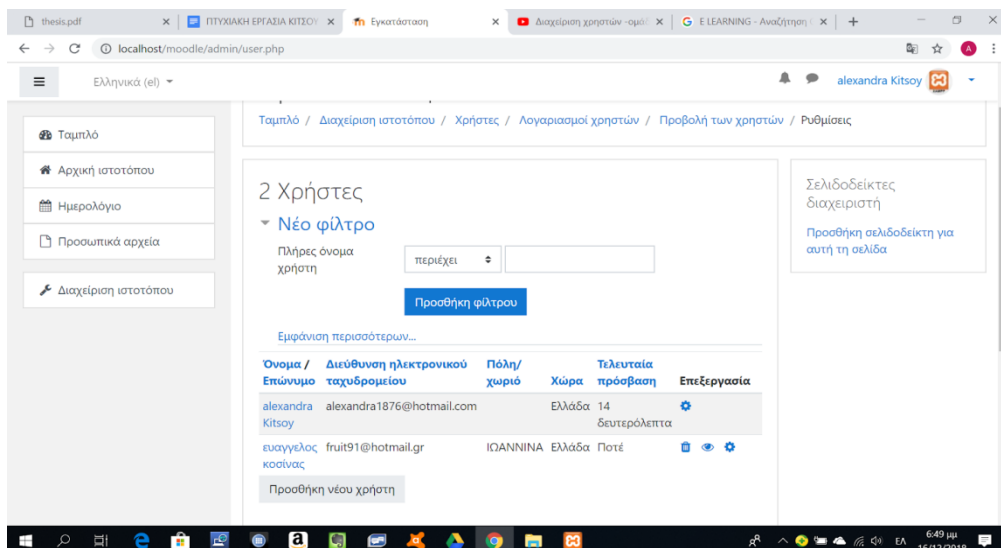 thesis.pdf
ΠΤΥΧΙΑΚΗ ΕΡΓΑΣΙΑ ΚΙΤΣΟΥ
Εγκατάσταση
Διαχείριση χρηστών -ομάδ
E LEARNING - Αναζήτηση
localhost/moodle/admin/user.php
A
Ελληνικά (el)
alexandra Kitsoy
Ταμπλό / Διαχείριση ιστοτόπου / Χρήστες / Λογαριασμοί χρηστών / Προβολή των χρηστών / Ρυθμίσεις
Ταμπλό
Αρχική ιστοτόπου
Ημερολόγιο
Προσωπικά αρχεία
Διαχείριση ιστοτόπου
2 Χρήστες
Νέο φίλτρο
Πλήρες όνομα
χρήστη
περιέχει
Προσθήκη φίλτρου
Εμφάνιση περισσότερων...
Όνομα / Διεύθυνση ηλεκτρονικού Πόλη/ Τελευταία
Επώνυμο ταχυδρομείου χωριό Χώρα πρόσβαση Επεξεργασία
alexandra alexandra1876@hotmail.com Ελλάδα 14
Kitsoy δευτερόλεπτα
ευαγγελος fruit91@hotmail.gr ΙΩΑΝΝΙΝΑ Ελλάδα Ποτέ
κοσίνας
Προσθήκη νέου χρήστη
Σελιδοδείκτες
διαχειριστή
Προσθήκη σελιδοδείκτη για
αυτή τη σελίδα
ΕΛ
6:49 μμ